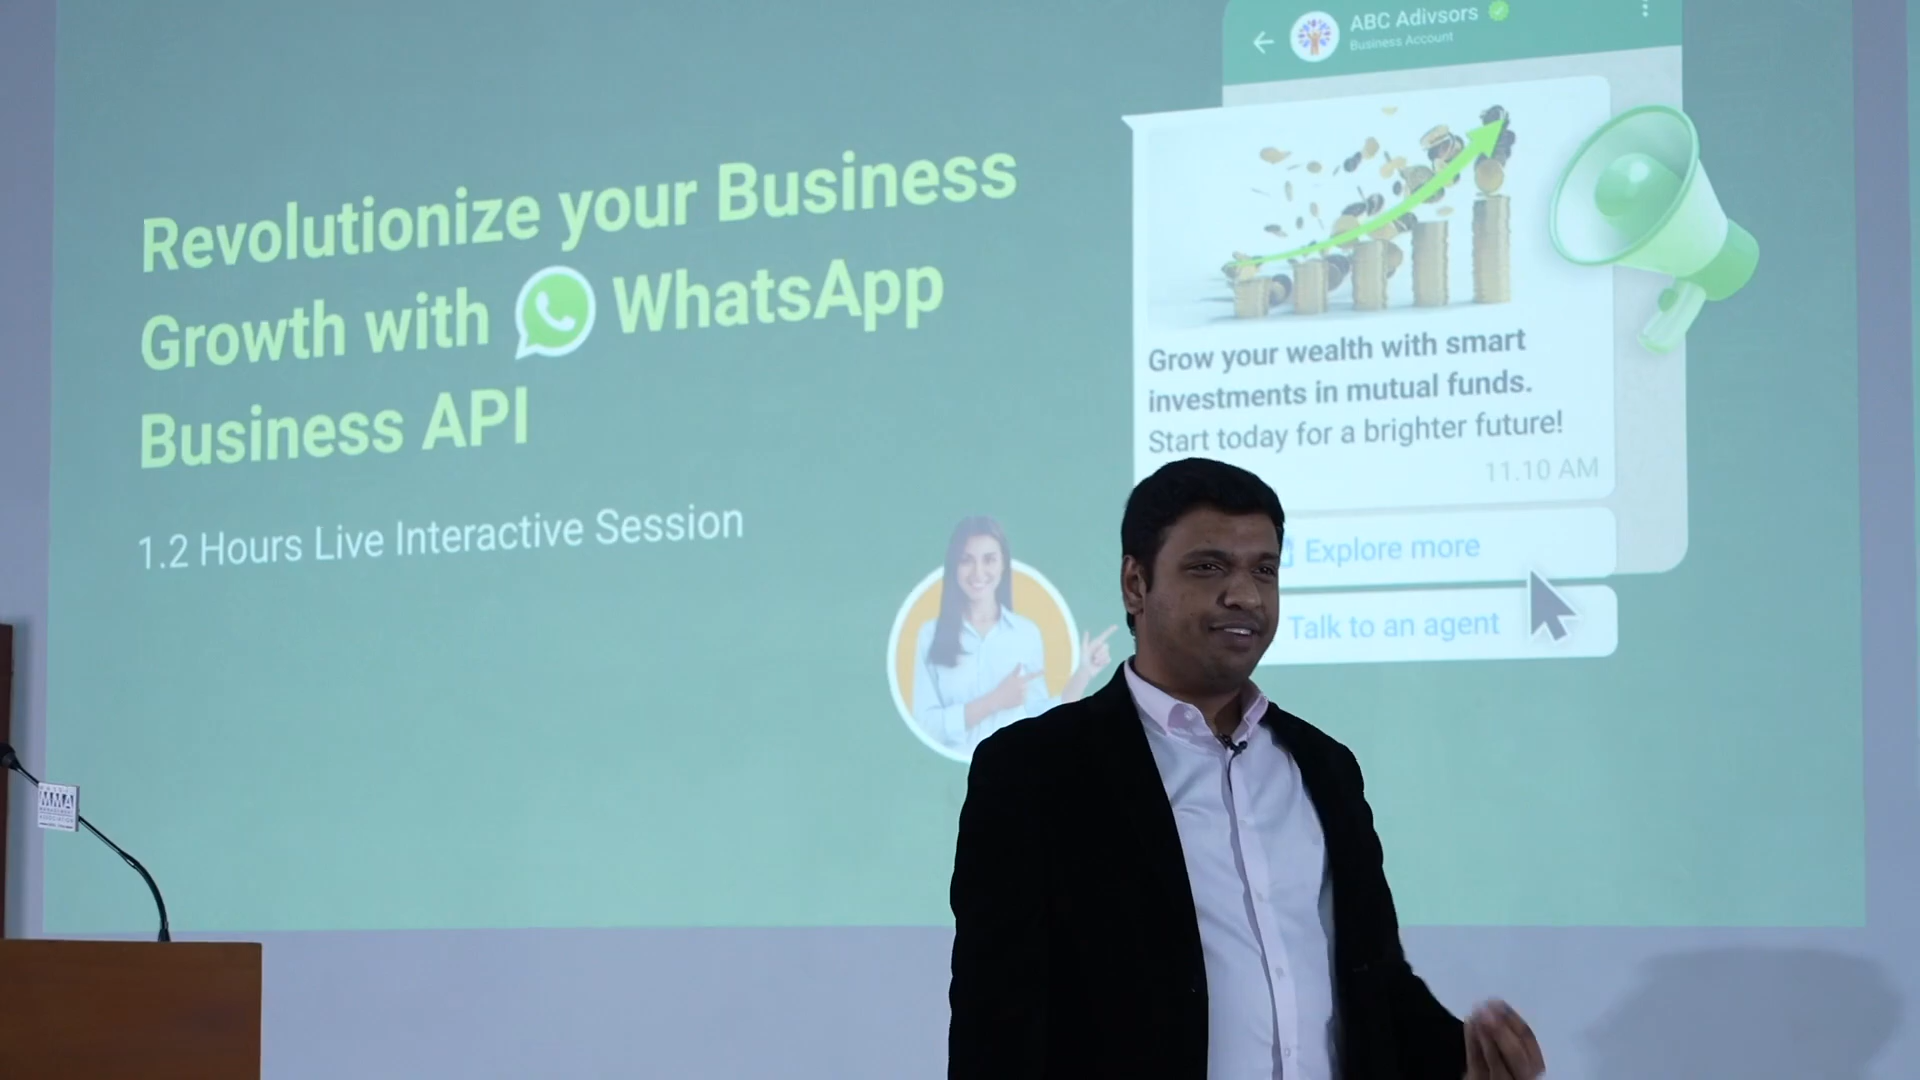 Revolutionize your Business
Growth with WhatsApp
Business API
1.2 Hours Live Interactive Session
ABC Adivsors
Business Account
Grow your wealth with smart
investments in mutual funds.
Start today for a brighter future!
11.10 AM
Explore more
Talk to an agent
MMA